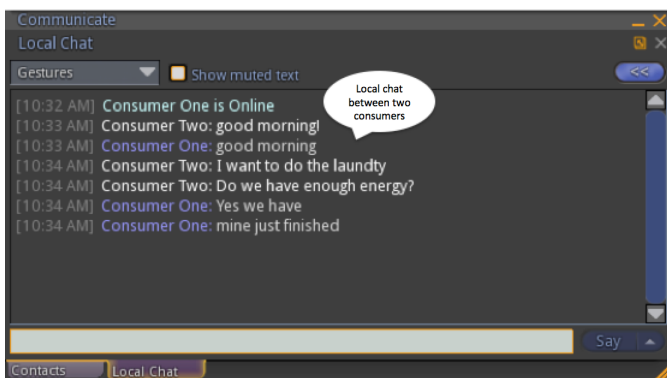 Communicate
Local Chat
Gestures
Show muted text
<<
Local chat
between two
consumers
[10:32 AM] Consumer One is Online
[10:33 AM] Consumer Two: good morning!
[10:33 AM] Consumer One: good morning
[10:34 AM] Consumer Two: I want to do the laundty
[10:34 AM] Consumer Two: Do we have enough energy?
[10:34 AM] Consumer One: Yes we have
[10:34 AM] Consumer One: mine just finished
Say
Contacts
Local Chat